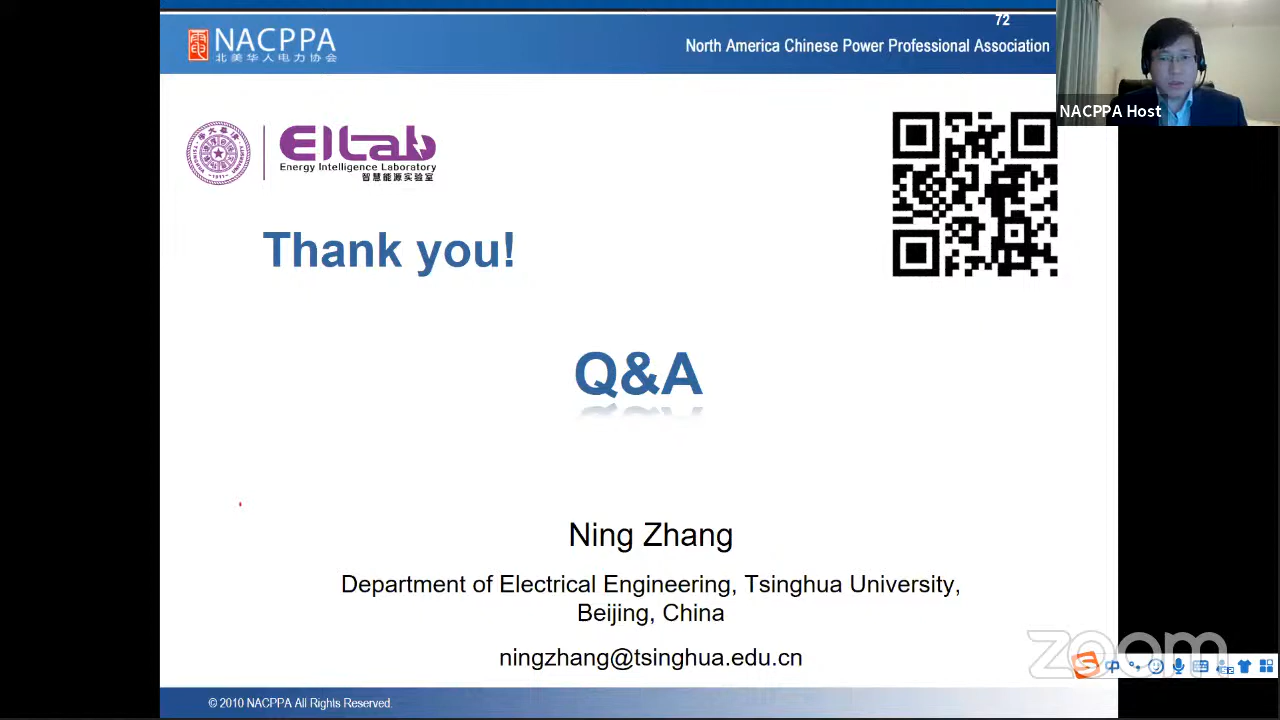 72
NACPPA
北美华人电力协会
North America Chinese Power Professional Association
NACPPA Host
EILab
Energy Intelligence Laboratory
智慧能源实验室
Thank you!
Q&A
Ning Zhang
Department of Electrical Engineering, Tsinghua University,
Beijing, China
ningzhang@tsinghua.edu.cn
zoom
中
© 2010 NACPPA All Rights Reserved.